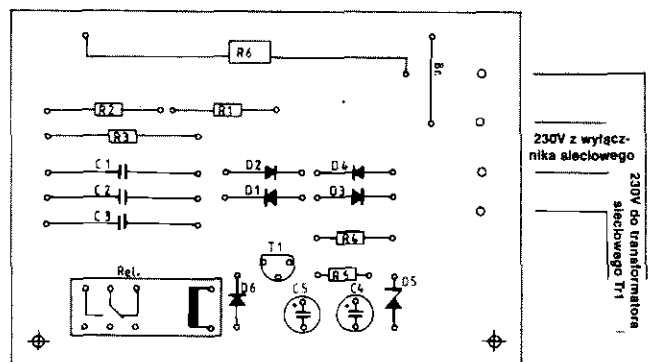 R6
Br.
R2
R1
R3
C1
D2
D4
C2
D1
D3
C3
R4
T1
Rel.
R5
D6
C5
C4
D5
230V z wyłącz-
nika sieciowego
230V do transformatora
sieciowego Tr1